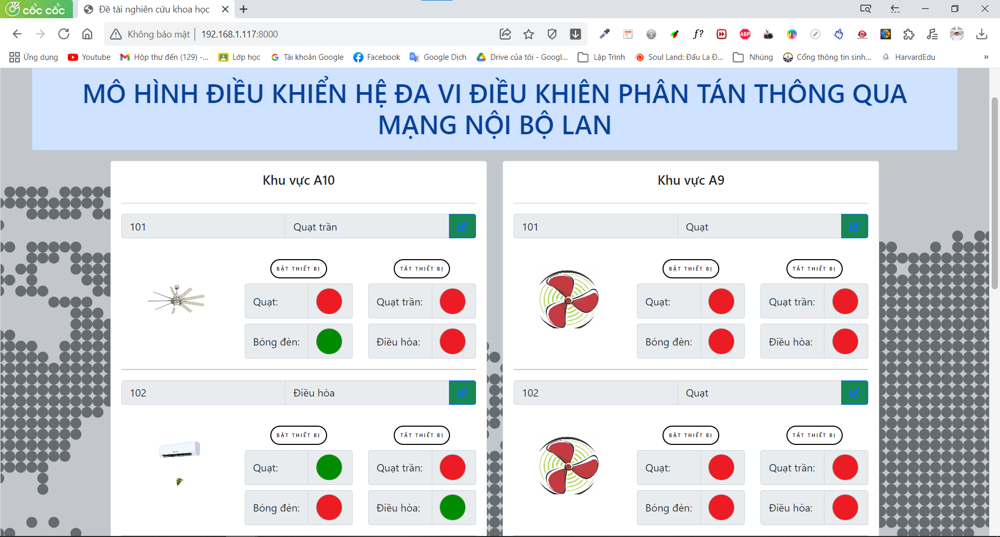 cốc cốc
Đề tài nghiên cứu khoa học
Không bảo mật
192.168.1.117:8000
f?
ABP
T
Ứng dụng
Youtube
Hộp thư đến (129) -...
Lớp học
Tài khoản Google
Facebook
Google Dịch
Drive của tôi - Googl...
Lập Trình
Soul Land: Đấu La Đ...
Nhúng
Cổng thông tin sinh...
HarvardEdu
»
MÔ HÌNH ĐIỀU KHIỂN HỆ ĐA VI ĐIỀU KHIÊN PHÂN TÁN THÔNG QUA
MẠNG NỘI BỘ LAN
Khu vực A10
101
Quạt trần
BẬT THIẾT BỊ
TẮT THIẾT BỊ
Quạt:
Quạt trần:
Bóng đèn:
Điều hòa:
102
Điều hòa
BẬT THIẾT BỊ
TẮT THIẾT BỊ
Quạt:
Quạt trần:
Bóng đèn:
Điều hòa:
Khu vực A9
101
Quạt
BẬT THIẾT BỊ
TẮT THIẾT BỊ
Quạt:
Quạt trần:
Bóng đèn:
Điều hòa:
102
Quạt
BẬT THIẾT BỊ
TẮT THIẾT BỊ
Quạt:
Quạt trần:
Bóng đèn:
Điều hòa: